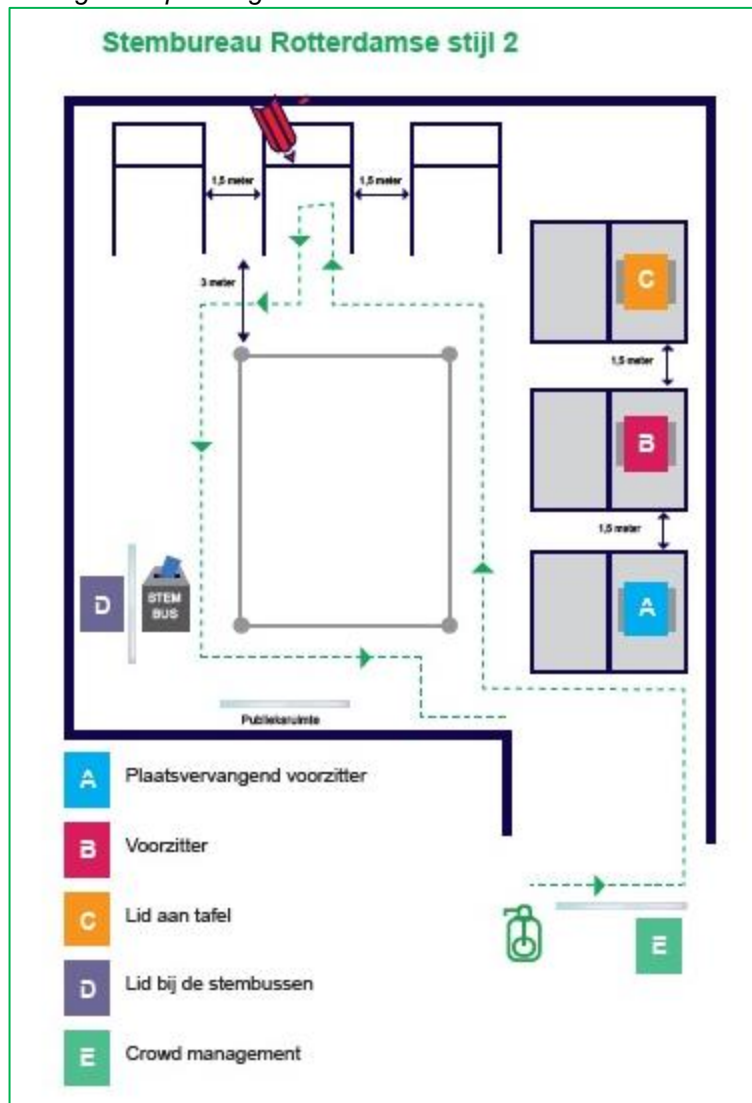 Stembureau Rotterdamse stijl 2
1,5 meter
1,5 meter
3 meter
C
1,5 meter
B
1,5 meter
D
STEM
BUS
A
Publieksruimte
A Plaatsvervangend voorzitter
B Voorzitter
C Lid aan tafel
D Lid bij de stembussen
E Crowd management
E